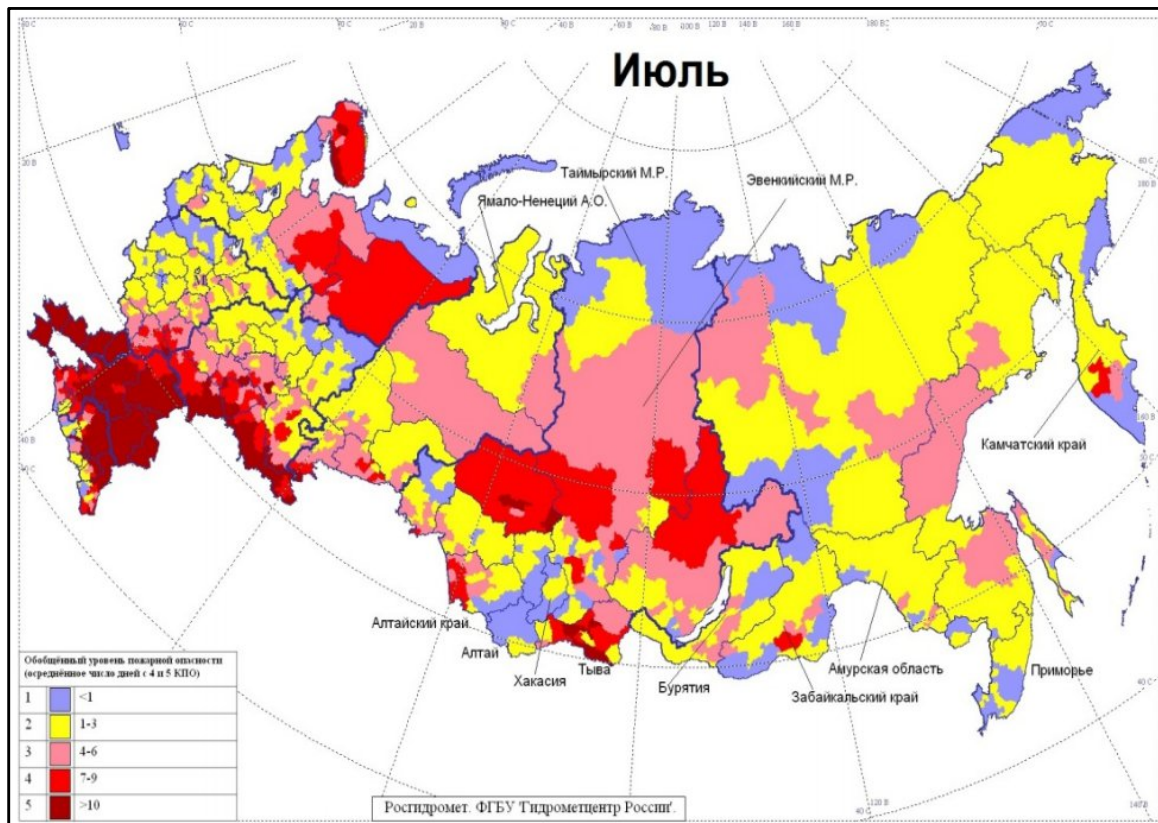 Июль
Таймырский М.Р.
Эвенкийский М.Р.
Ямало-Ненеций А.О.
Камчатский край
Алтайский край
Алтай
Хакасия
Тыва
Бурятия
Забайкальский край
Амурская область
Приморье
Обобщённый уровень пожарной опасности
(осреднённое число дней с 4 и 5 КПО)
1 <1
2 1-3
3 4-6
4 7-9
5 >10
Росгидромет. ФГБУ 'Гидрометцентр России'.